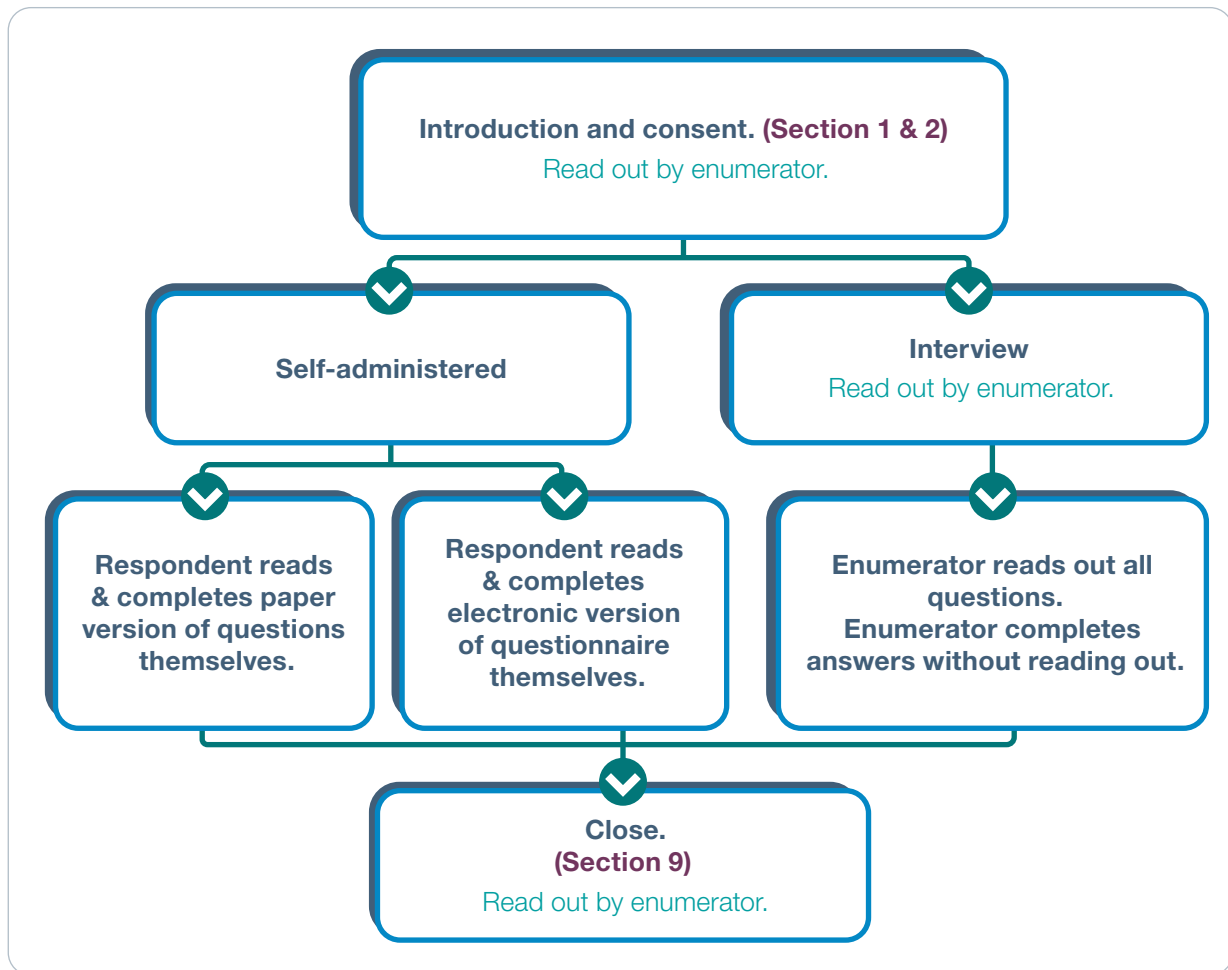 Introduction and consent. (Section 1 & 2)
Read out by enumerator.
Self-administered
Interview
Read out by enumerator.
Respondent reads
& completes paper
version of questions
themselves.
Respondent reads
& completes
electronic version
of questionnaire
themselves.
Enumerator reads out all
questions.
Enumerator completes
answers without reading out.
Close.
(Section 9)
Read out by enumerator.